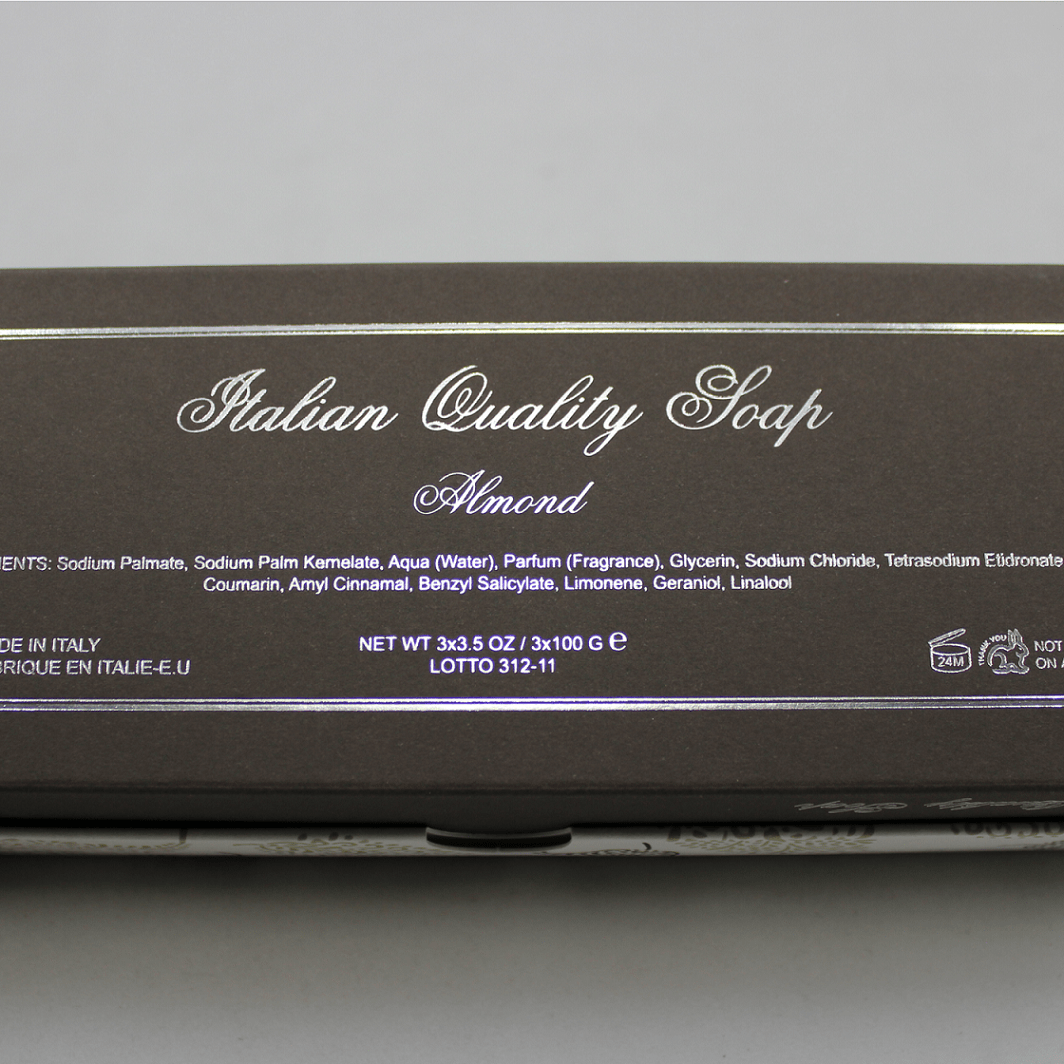 Italian Quality Soap
Almond
ENTS: Sodium Palmate, Sodium Palm Kernelate, Aqua (Water), Parfum (Fragrance), Glycerin, Sodium Chloride, Tetrasodium Etidronate
Coumarin, Amyl Cinnamal, Benzyl Salicylate, Limonene, Geraniol, Linalool
DE IN ITALY
BRIQUE EN ITALIE-E.U
NET WT 3x3.5 OZ / 3x100 G ℮
LOTTO 312-11
24M
THANK YOU
NOT
ON